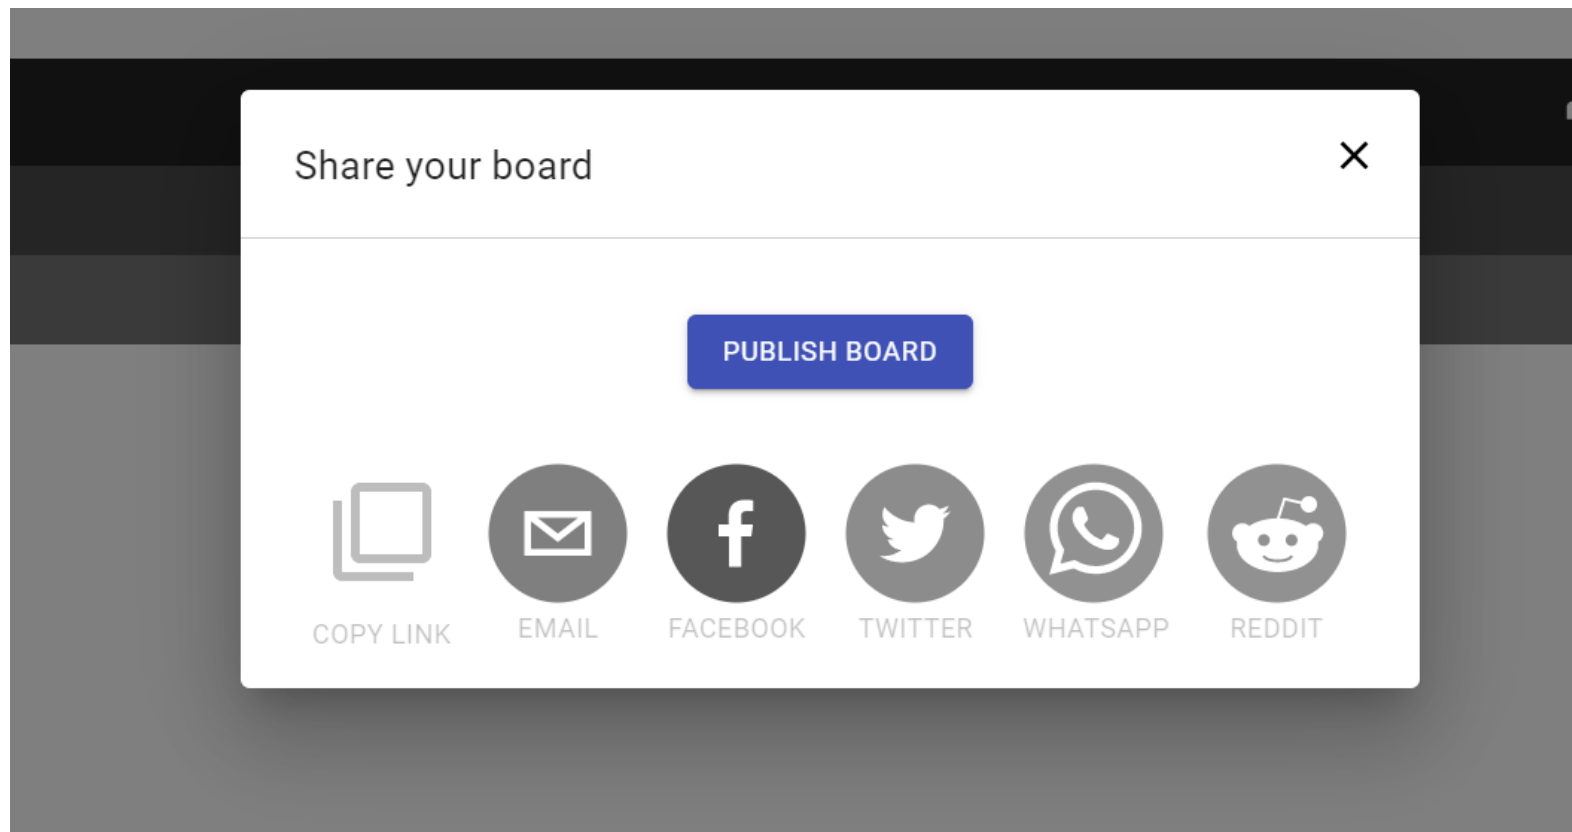 Share your board
PUBLISH BOARD
COPY LINK
EMAIL
FACEBOOK
TWITTER
WHATSAPP
REDDIT